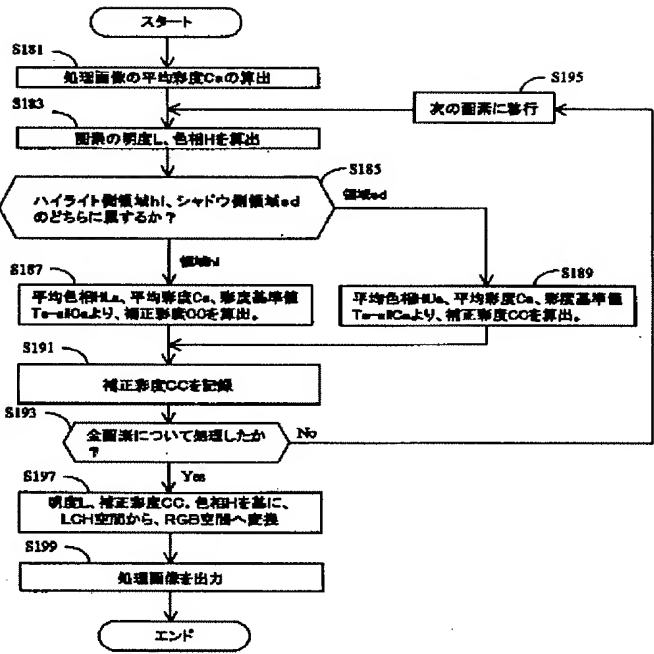 スタート
S181
処理画像の平均彩度Caの算出
S195
次の画素に移行
S183
画素の明度L、色相Hを算出
S185
ハイライト側領域hl、シャドウ側領域sd
のどちらに属するか？
領域sd
領域hl
S187
平均色相HLa、平均彩度Ca、彩度基準値
より、補正彩度CCを算出。
S189
平均色相HUa、平均彩度Ca、彩度基準値
より、補正彩度CCを算出。
S191
補正彩度CCを記録
S193
全画素について処理したか
？
No
Yes
S197
明度L、補正彩度CC、色相Hを基に、
LCH空間から、RGB空間へ変換
S199
処理画像を出力
エンド